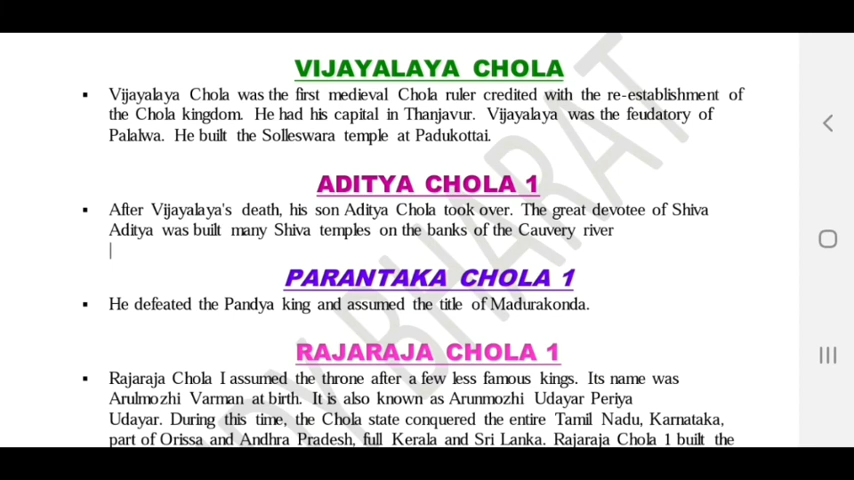 VIJAYALAYA CHOLA
▪ Vijayalaya Chola was the first medieval Chola ruler credited with the re-establishment of
the Chola kingdom. He had his capital in Thanjavur. Vijayalaya was the feudatory of
Palalwa. He built the Solleswara temple at Padukottai.
ADITYA CHOLA 1
▪ After Vijayalaya's death, his son Aditya Chola took over. The great devotee of Shiva
Aditya was built many Shiva temples on the banks of the Cauvery river
PARANTAKA CHOLA 1
▪ He defeated the Pandya king and assumed the title of Madurakonda.
RAJARAJA CHOLA 1
▪ Rajaraja Chola I assumed the throne after a few less famous kings. Its name was
Arulmozhi Varman at birth. It is also known as Arunmozhi Udayar Periya
Udayar. During this time, the Chola state conquered the entire Tamil Nadu, Karnataka,
part of Orissa and Andhra Pradesh, full Kerala and Sri Lanka. Rajaraja Chola 1 built the
BHARAT